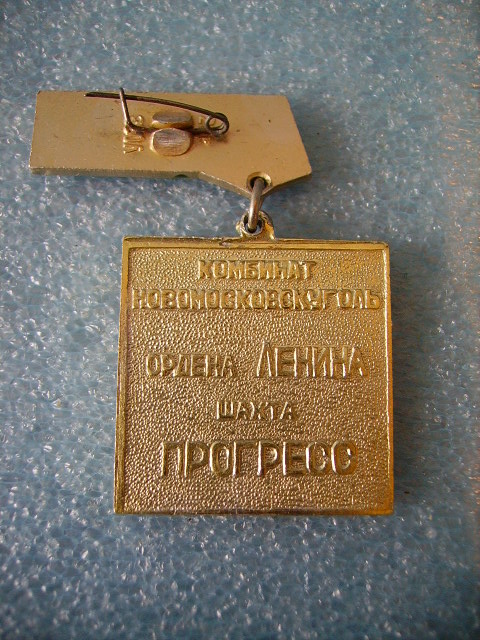 КОМБИНАТ
НОВОМОСКОВСКУГОЛЬ
ОРДЕНА ЛЕНИНА
ШАХТА
ПРОГРЕСС